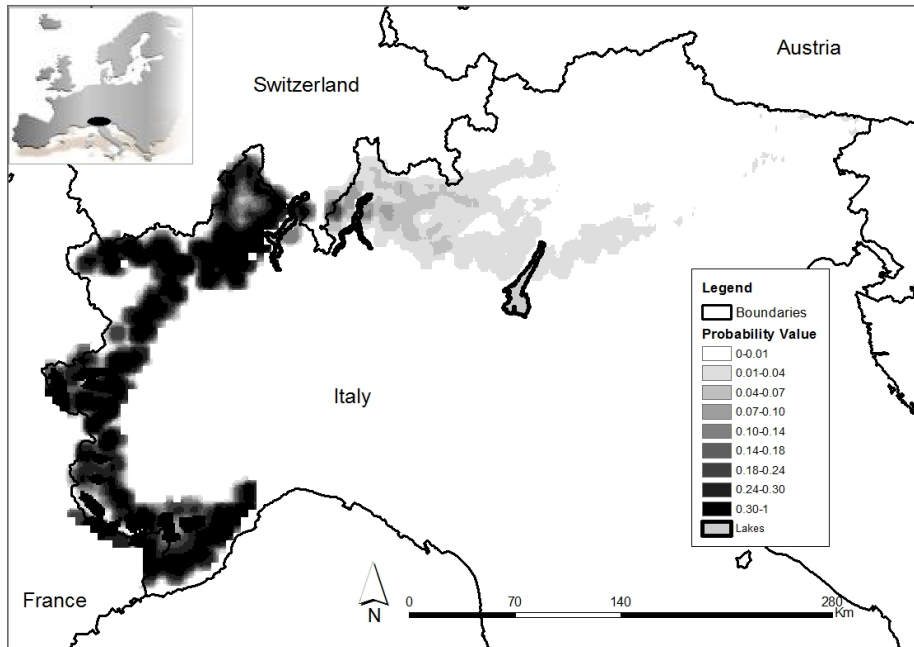 Austria
Switzerland
Italy
France
Legend
Boundaries
Probability Value
0-0.01
0.01-0.04
0.04-0.07
0.07-0.10
0.10-0.14
0.14-0.18
0.18-0.24
0.24-0.30
0.30-1
Lakes
N
0 70 140 280
Km